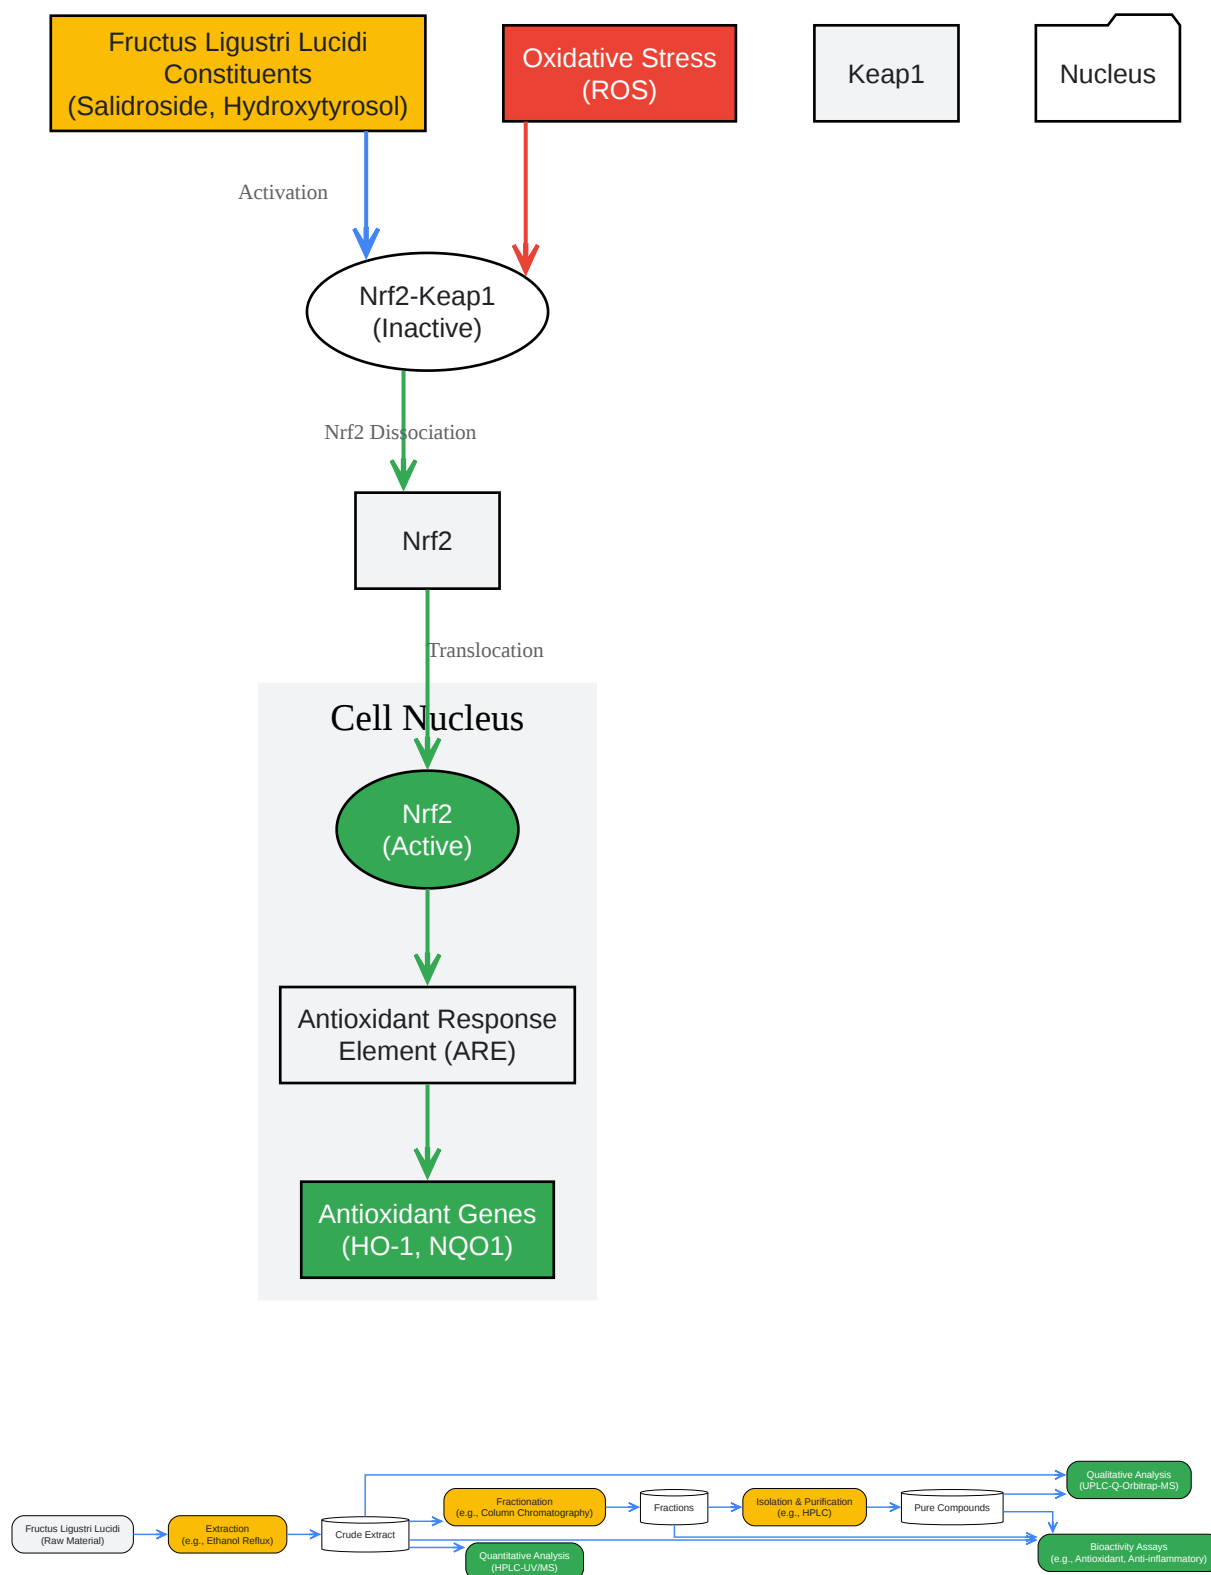 Fructus Ligustri Lucidi
Constituents
(Salidroside, Hydroxytyrosol)
Oxidative Stress
(ROS)
Keap1
Nucleus
Activation
Nrf2-Keap1
(Inactive)
Nrf2 Dissociation
Nrf2
Translocation
Cell Nucleus
Nrf2
(Active)
Antioxidant Response
Element (ARE)
Antioxidant Genes
(HO-1, NQO1)
Fructus Ligustri Lucidi
(Raw Material)
Extraction
(e.g., Ethanol Reflux)
Crude Extract
Fractionation
(e.g., Column Chromatography)
Quantitative Analysis
(HPLC-UV/MS)
Fractions
Isolation & Purification
(e.g., HPLC)
Pure Compounds
Qualitative Analysis
(UPLC-Q-Orbitrap-MS)
Bioactivity Assays
(e.g., Antioxidant, Anti-inflammatory)